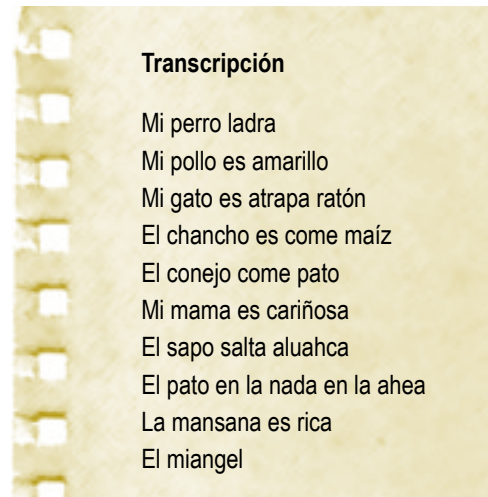 Transcripción
Mi perro ladra
Mi pollo es amarillo
Mi gato es atrapa ratón
El chancho es come maíz
El conejo come pato
Mi mama es cariñosa
El sapo salta aluahca
El pato en la nada en la ahea
La mansana es rica
El miangel